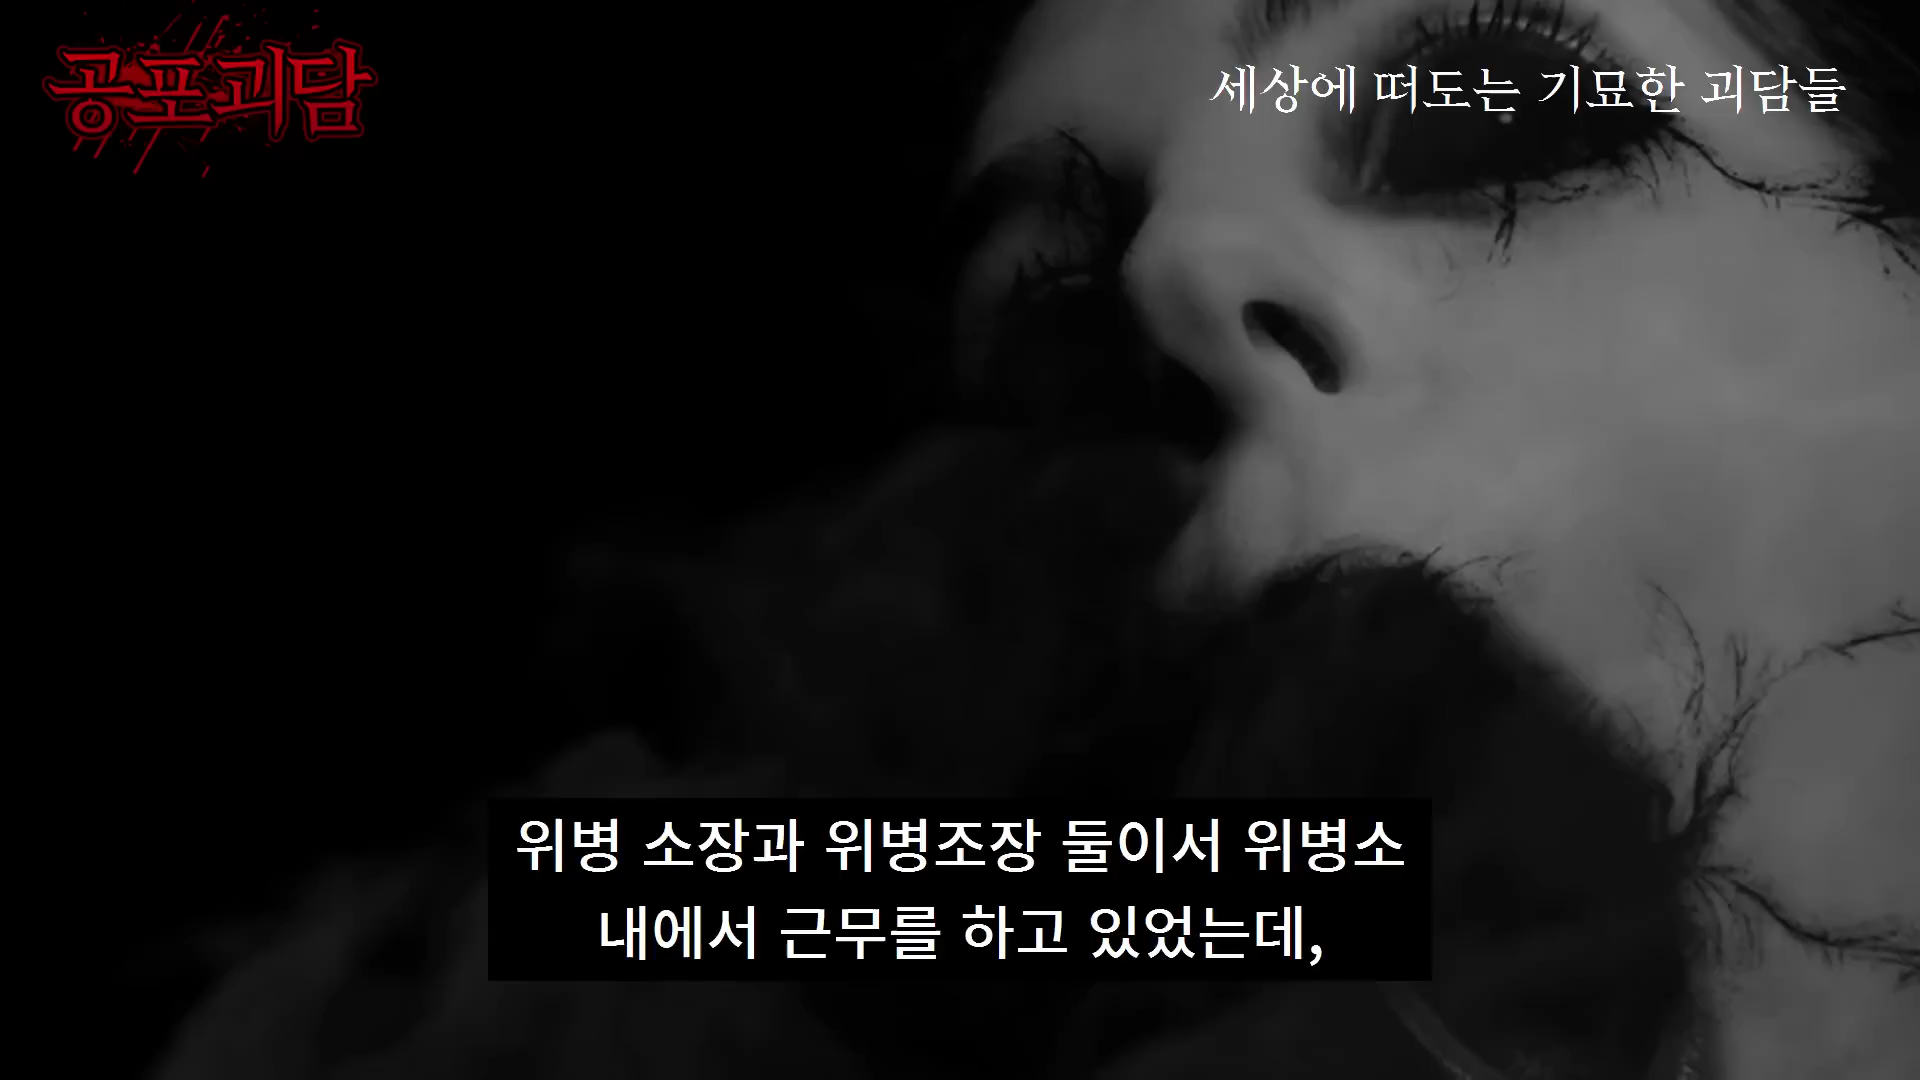 공포괴담
세상에 떠도는 기묘한 괴담들
위병 소장과 위병조장 둘이서 위병소
내에서 근무를 하고 있었는데,